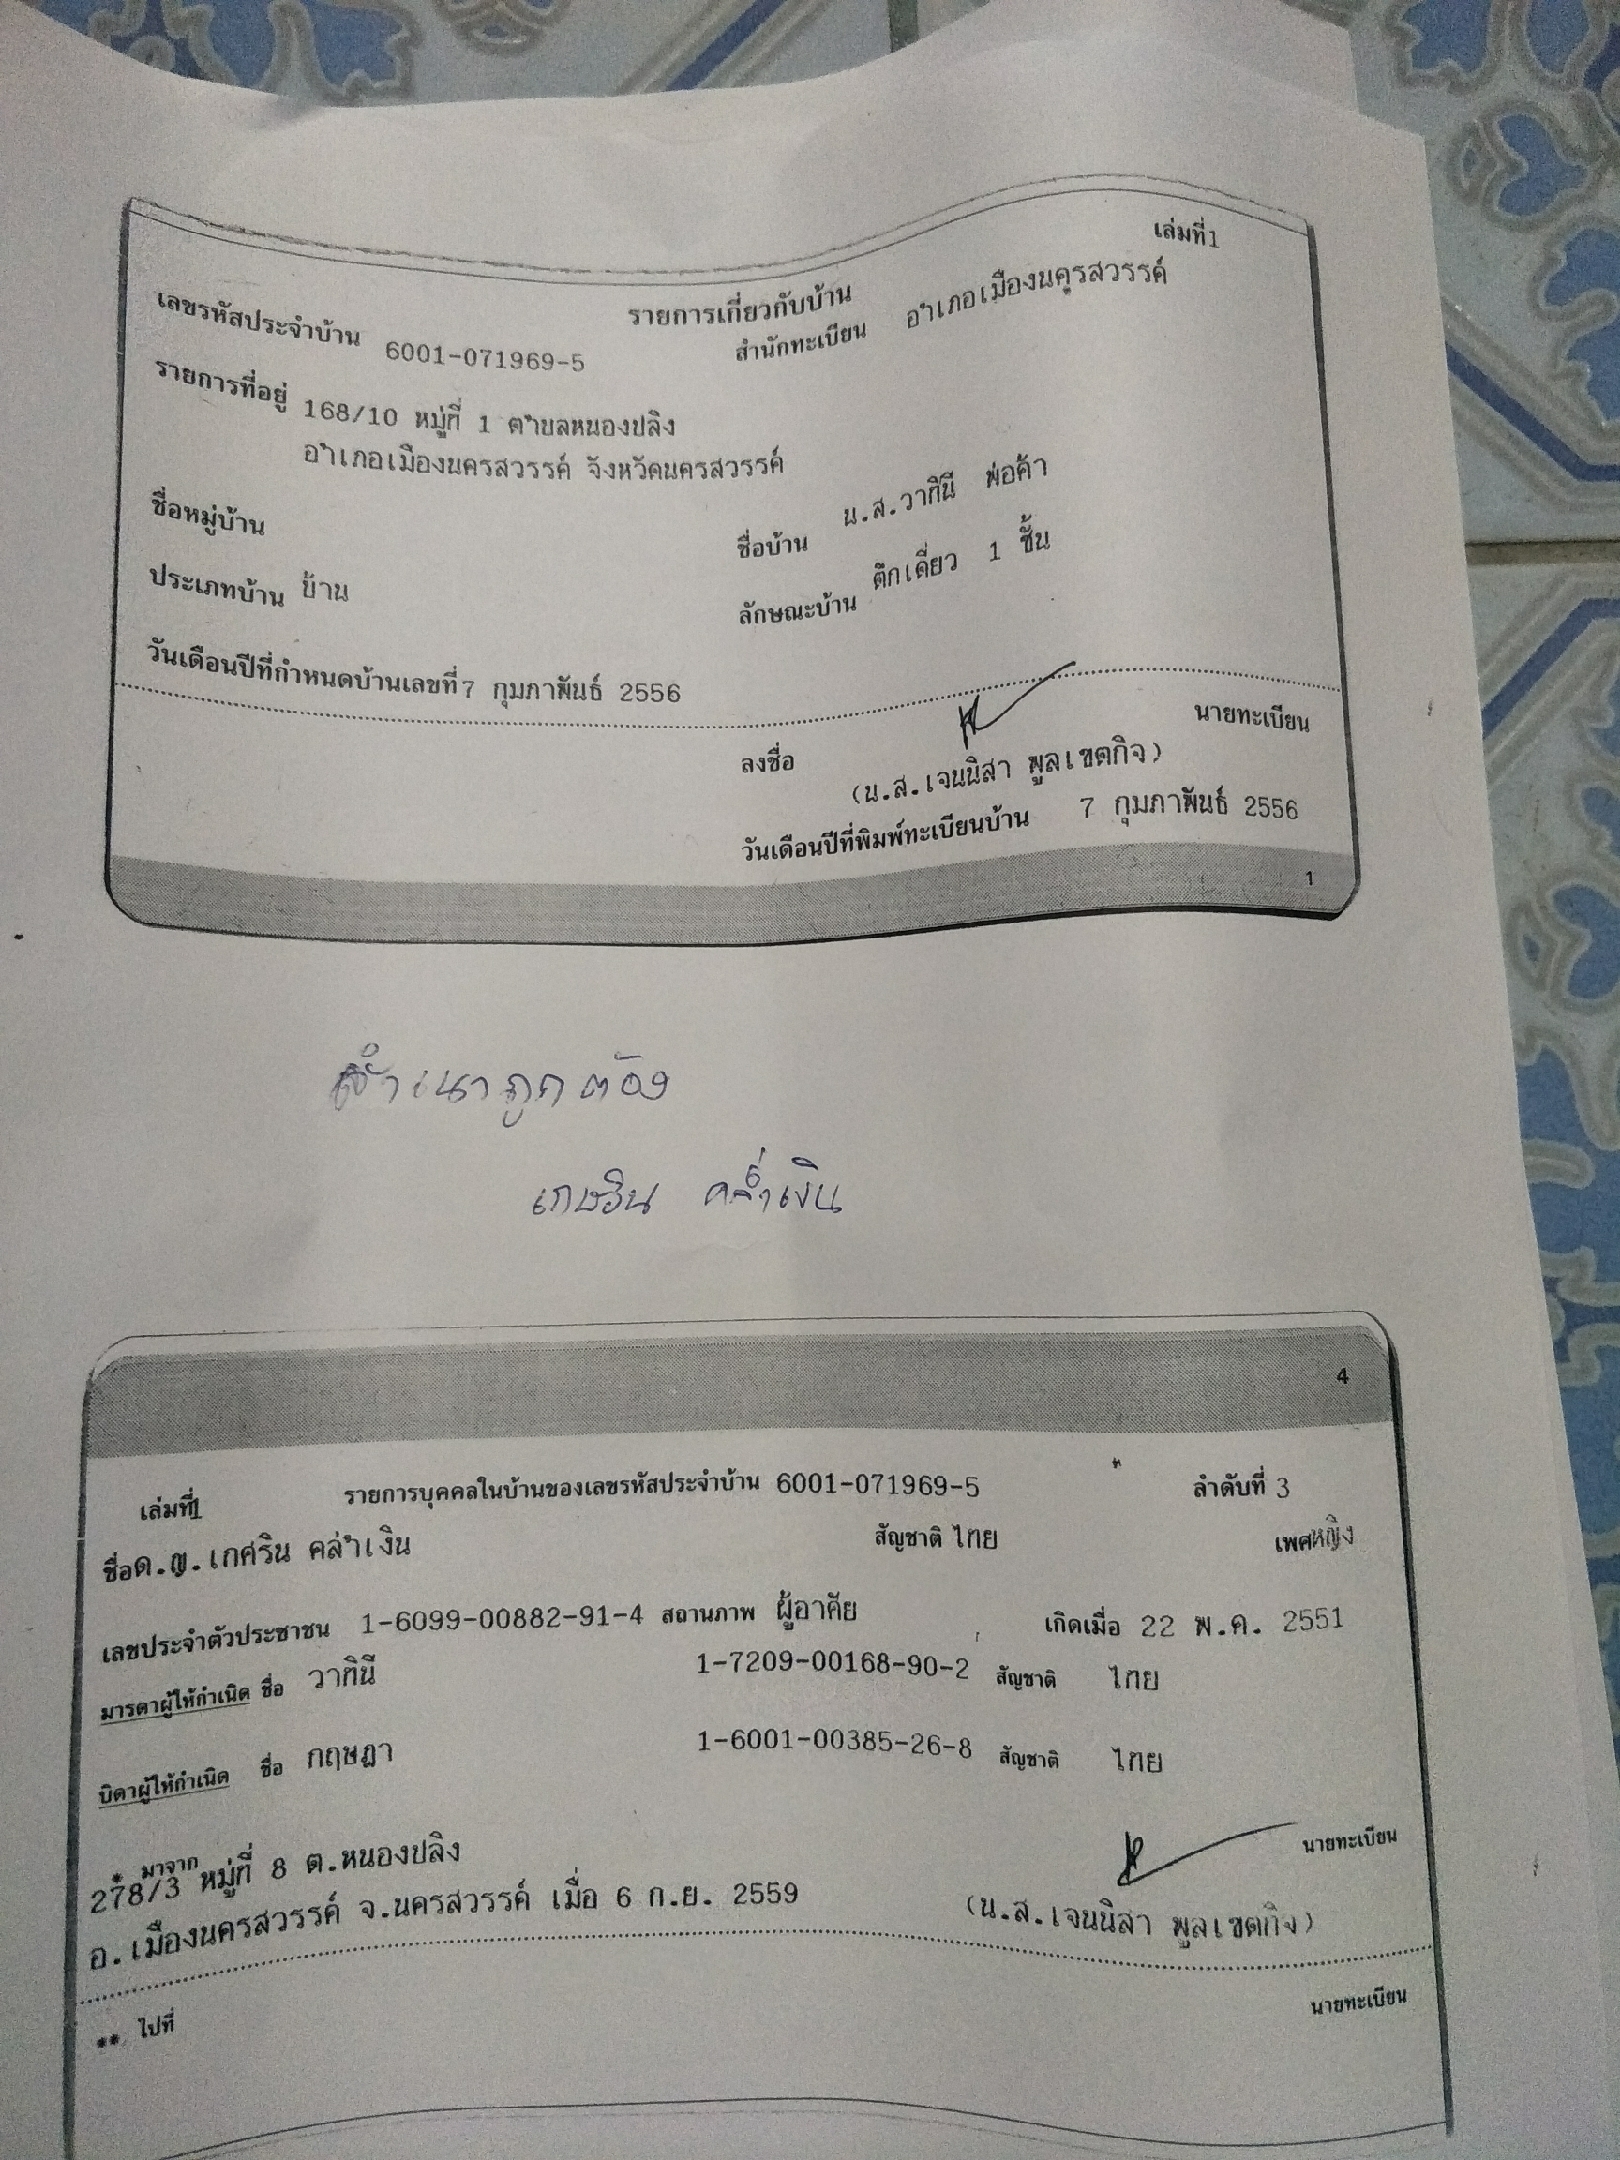 เล่มที่1
รายการเกี่ยวกับบ้าน
เลขรหัสประจำบ้าน 6001-071969-5 สำนักทะเบียน อำเภอเมืองนครสวรรค์
รายการที่อยู่ 168/10 หมู่ที่ 1 ตำบลหนองปลิง
อำเภอเมืองนครสวรรค์ จังหวัดนครสวรรค์
ชื่อหมู่บ้าน ชื่อบ้าน น.ส.วาทินี พ่อค้า
ประเภทบ้าน บ้าน ลักษณะบ้าน ตึกเดี่ยว 1 ชั้น
วันเดือนปีที่กำหนดบ้านเลขที่ 7 กุมภาพันธ์ 2556
ลงชื่อ นายทะเบียน
(น.ส.เจนนิสา พูลเขตกิจ)
วันเดือนปีที่พิมพ์ทะเบียนบ้าน 7 กุมภาพันธ์ 2556
1
สำเนาถูกต้อง
เกษริน คล่ำเงิน
4
เล่มที่1 รายการบุคคลในบ้านของเลขรหัสประจำบ้าน 6001-071969-5 ลำดับที่ 3
ชื่อด.ญ.เกศริน คล่ำเงิน สัญชาติ ไทย เพศหญิง
เลขประจำตัวประชาชน 1-6099-00882-91-4 สถานภาพ ผู้อาศัย เกิดเมื่อ 22 พ.ค. 2551
มารดาผู้ให้กำเนิด ชื่อ วาทินี 1-7209-00168-90-2 สัญชาติ ไทย
บิดาผู้ให้กำเนิด ชื่อ กฤษฎา 1-6001-00385-26-8 สัญชาติ ไทย
* มาจาก
278/3 หมู่ที่ 8 ต.หนองปลิง นายทะเบียน
อ.เมืองนครสวรรค์ จ.นครสวรรค์ เมื่อ 6 ก.ย. 2559 (น.ส.เจนนิสา พูลเขตกิจ)
** ไปที่ นายทะเบียน